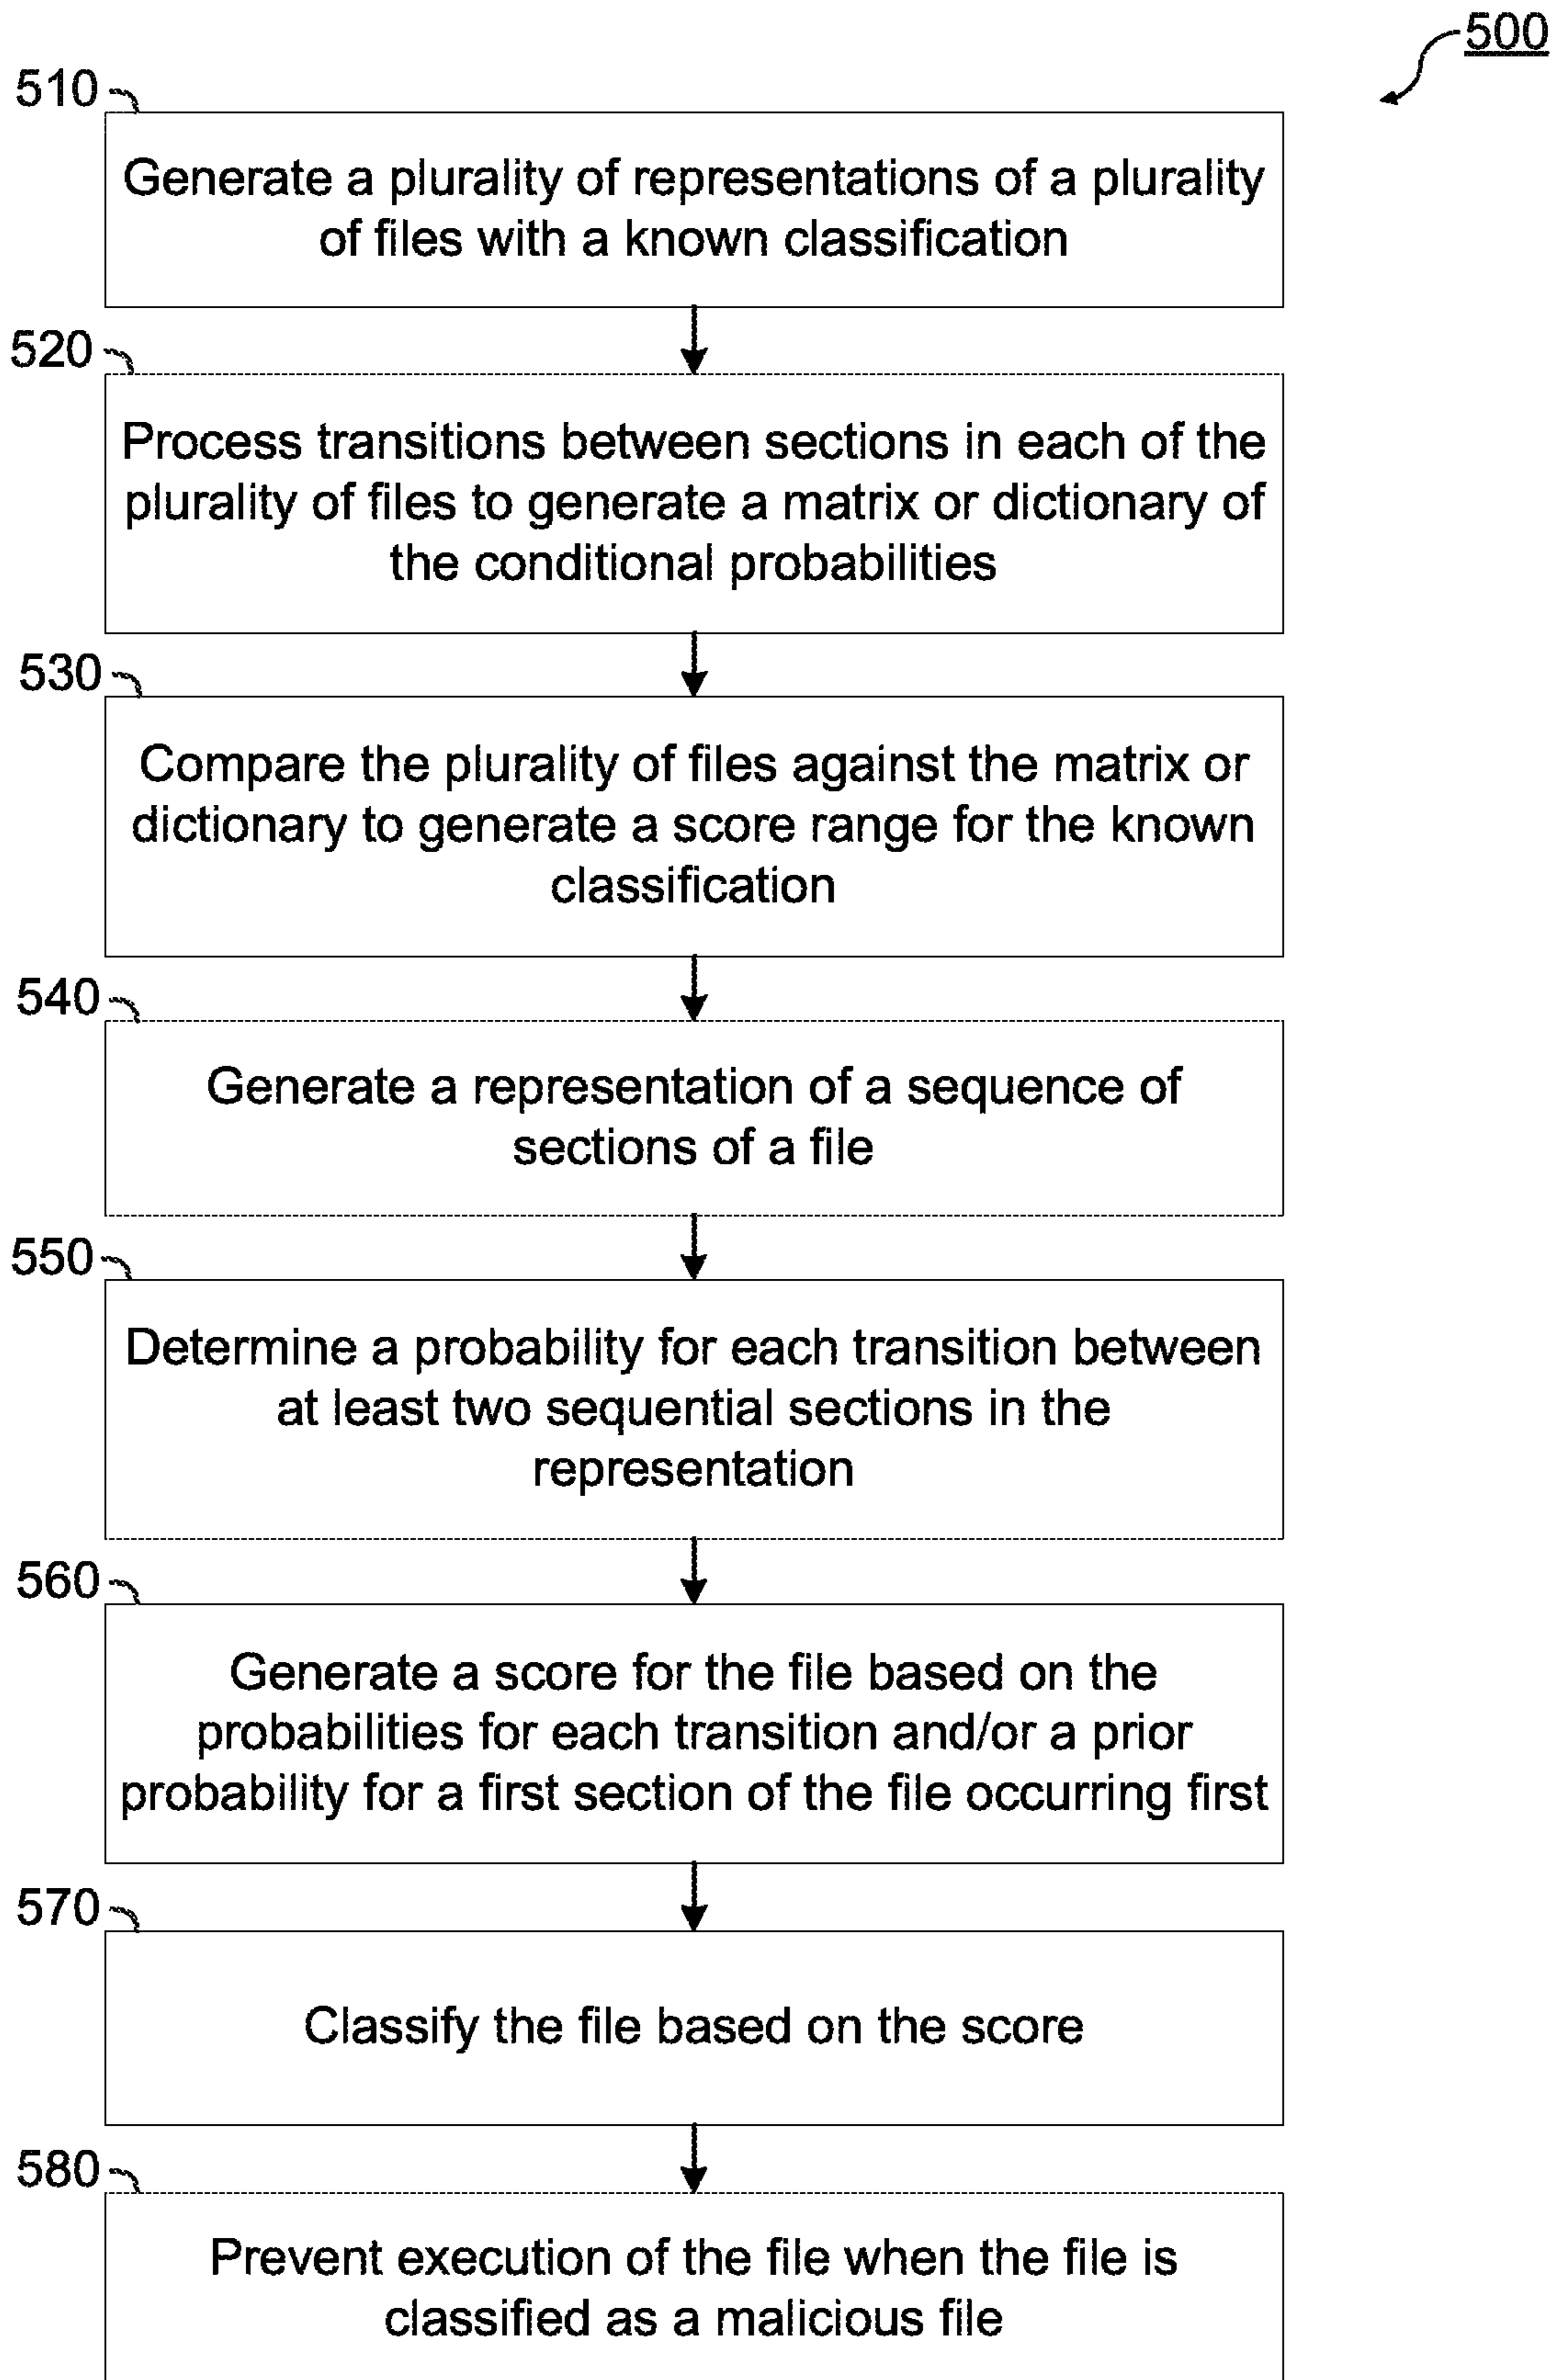 500
510
Generate a plurality of representations of a plurality
of files with a known classification
520
Process transitions between sections in each of the
plurality of files to generate a matrix or dictionary of
the conditional probabilities
530
Compare the plurality of files against the matrix or
dictionary to generate a score range for the known
classification
540
Generate a representation of a sequence of
sections of a file
550
Determine a probability for each transition between
at least two sequential sections in the
representation
560
Generate a score for the file based on the
probabilities for each transition and/or a prior
probability for a first section of the file occurring first
570
Classify the file based on the score
580
Prevent execution of the file when the file is
classified as a malicious file